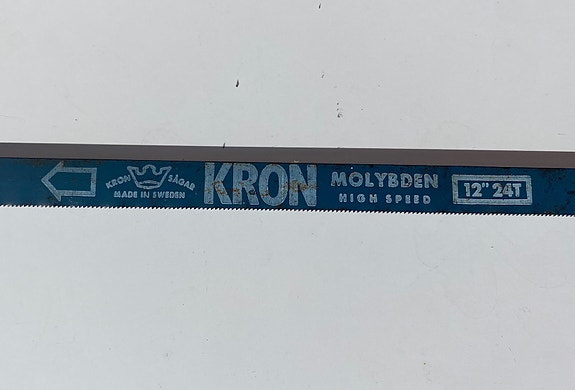 KRON SÅGAR
MADE IN SWEDEN
KRON
MOLYBDEN
HIGH SPEED
12" 24T